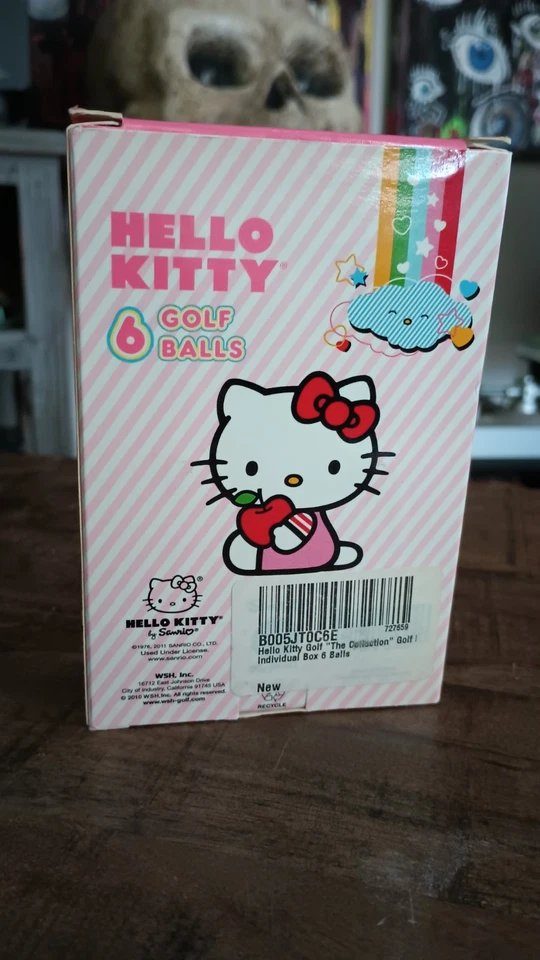 HELLO
KITTY®
6 GOLF
BALLS
®
HELLO KITTY®
by Sanrio
©1976, 2011 SANRIO CO., LTD.
Used Under License.
www.sanrio.com
WSH, Inc.
16712 East Johnson Drive
City of Industry, California 91745 USA
© 2010 WSH,Inc. All rights reserved.
www.wsh-golf.com
B005JT0C6E
727659
Hello Kitty Golf "The Collection" Golf
Individual Box 6 Balls
New
RECYCLE